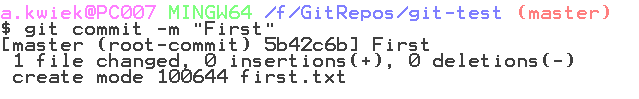 a.kwiek@PC007 MINGW64 /f/GitRepos/git-test (master)
$ git commit -m "First"
[master (root-commit) 5b42c6b] First
 1 file changed, 0 insertions(+), 0 deletions(-)
 create mode 100644 first.txt